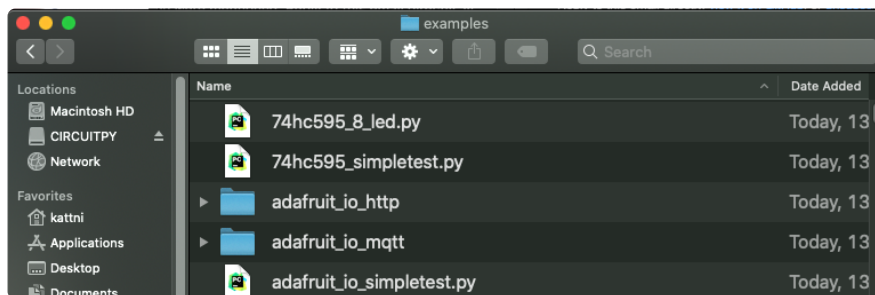 examples
Search
Locations
Macintosh HD
CIRCUITPY
Network
Favorites
kattni
Applications
Desktop
Documents
Name Date Added
74hc595_8_led.py Today, 13
74hc595_simpletest.py Today, 13
adafruit_io_http Today, 13
adafruit_io_mqtt Today, 13
adafruit_io_simpletest.py Today, 13